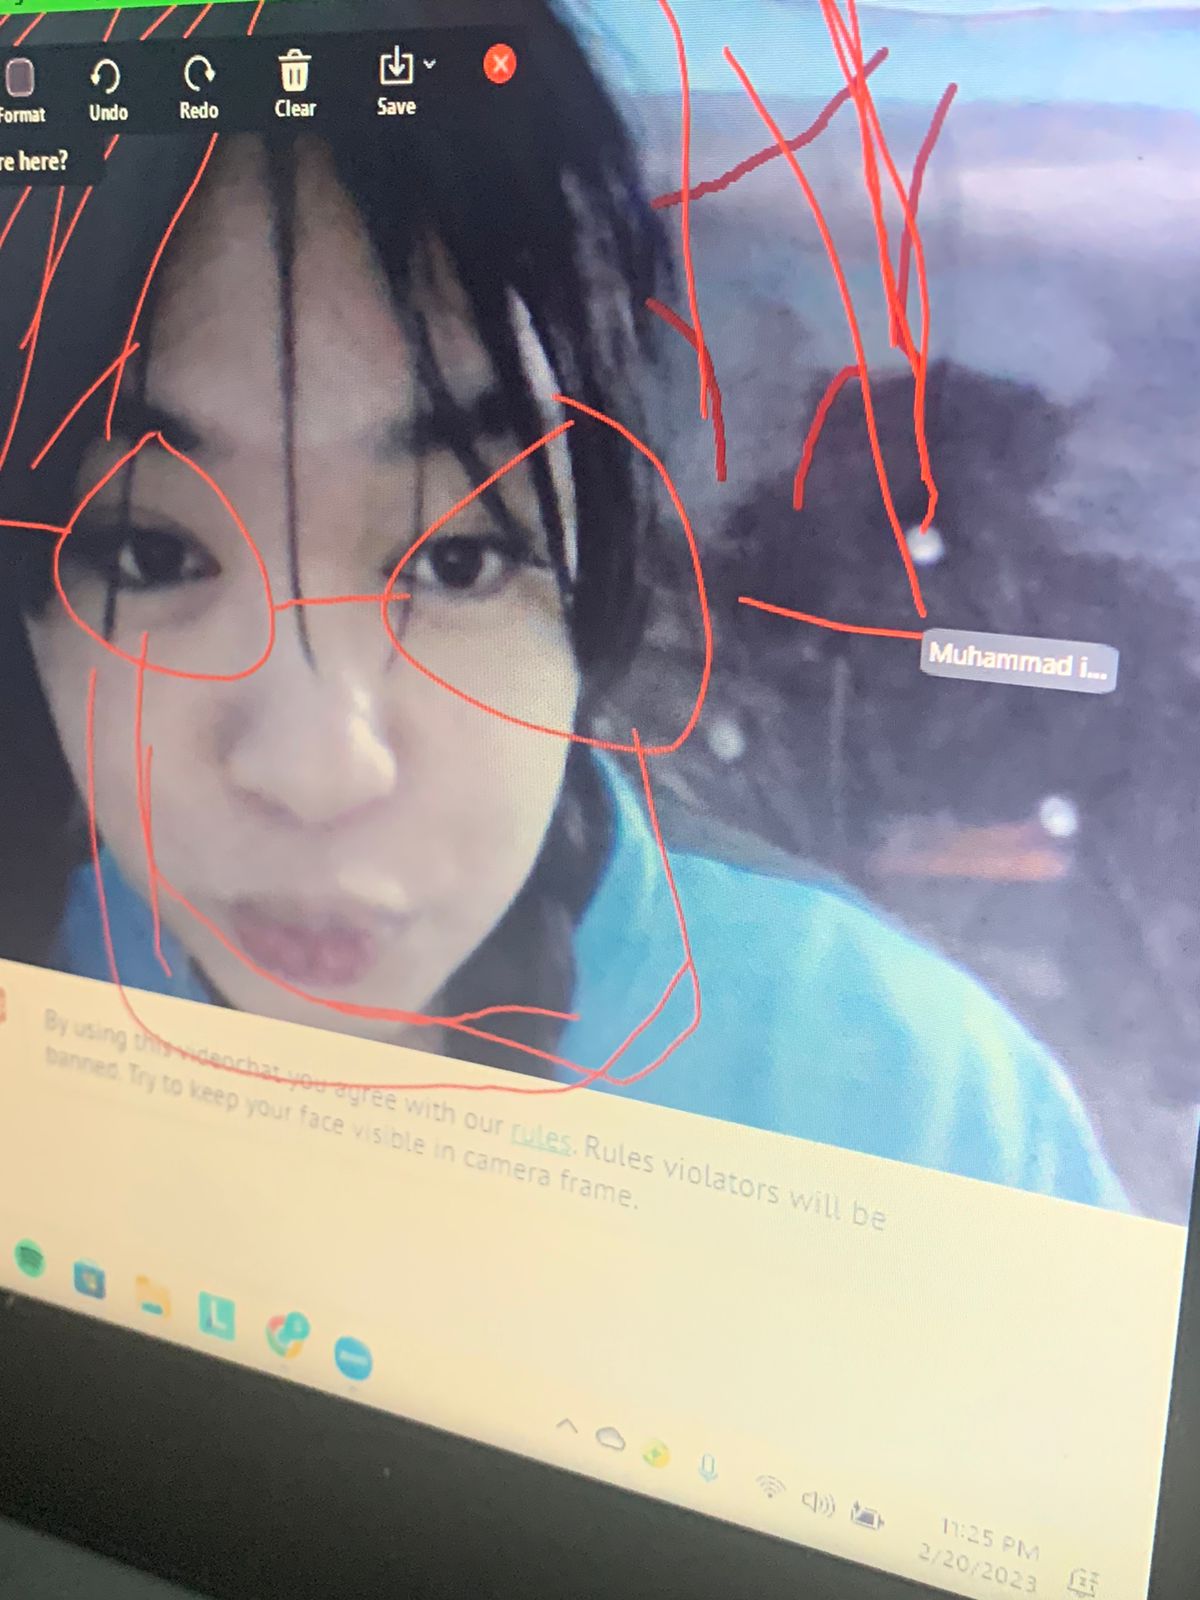 Format
Undo
Redo
Clear
Save
re here?
Muhammad i...
By using this videochat you agree with our rules. Rules violators will be
banned. Try to keep your face visible in camera frame.
11:25 PM
2/20/2023